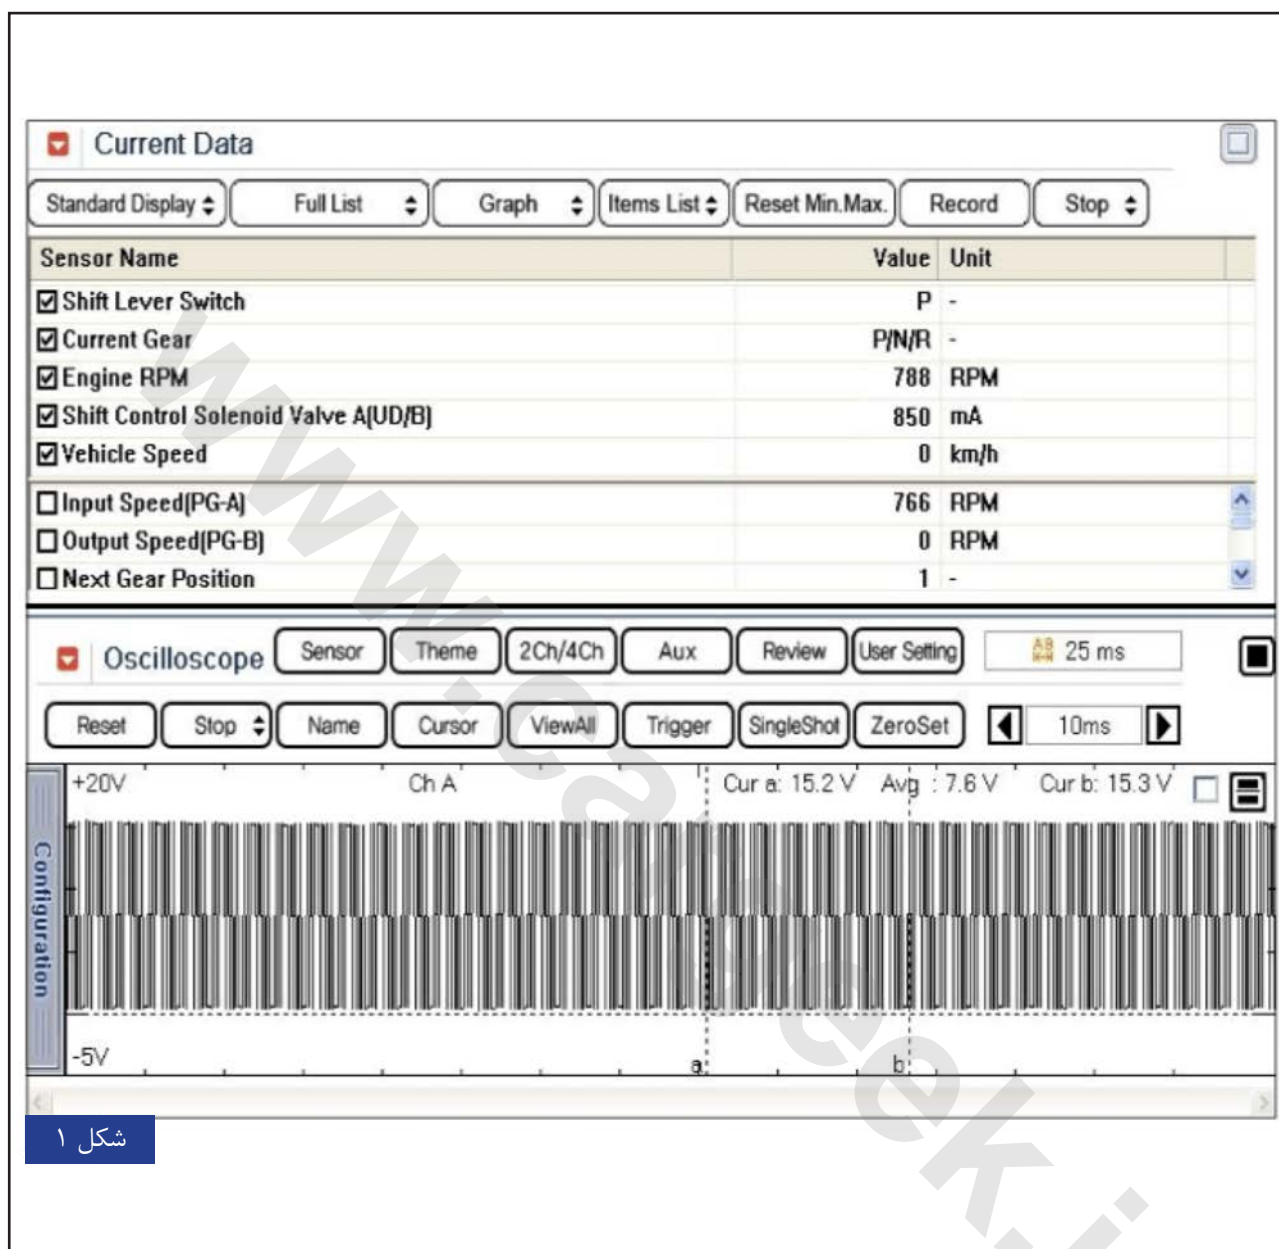 Current Data
Standard Display Full List Graph Items List Reset Min.Max. Record Stop
Sensor Name Value Unit
Shift Lever Switch P -
Current Gear P/N/R -
Engine RPM 788 RPM
Shift Control Solenoid Valve A(UD/B) 850 mA
Vehicle Speed 0 km/h
Input Speed(PG-A) 766 RPM
Output Speed(PG-B) 0 RPM
Next Gear Position 1 -
Oscilloscope Sensor Theme 2Ch/4Ch Aux Review User Setting 25 ms
Reset Stop Name Cursor ViewAll Trigger SingleShot ZeroSet 10ms
+20V Ch A Cur a: 15.2 V Avg : 7.6 V Cur b: 15.3 V
Configuration
-5V a b
شکل ۱